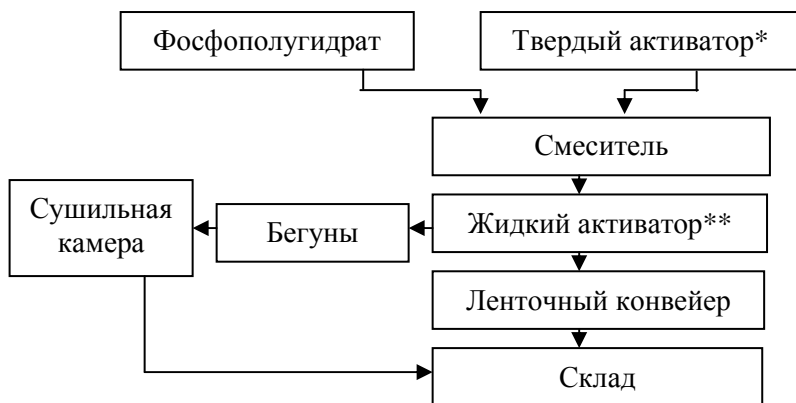 Фосфополугидрат
Твердый активатор*
Смеситель
Сушильная
камера
Бегуны
Жидкий активатор**
Ленточный конвейер
Склад